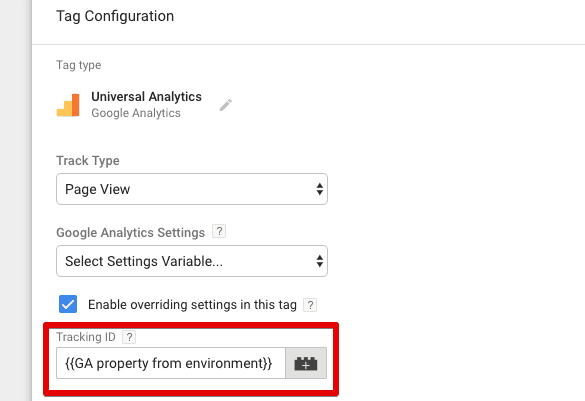 Tag Configuration
Tag type
Universal Analytics
Google Analytics
Track Type
Page View
Google Analytics Settings ?
Select Settings Variable...
Enable overriding settings in this tag ?
Tracking ID ?
{{GA property from environment}}